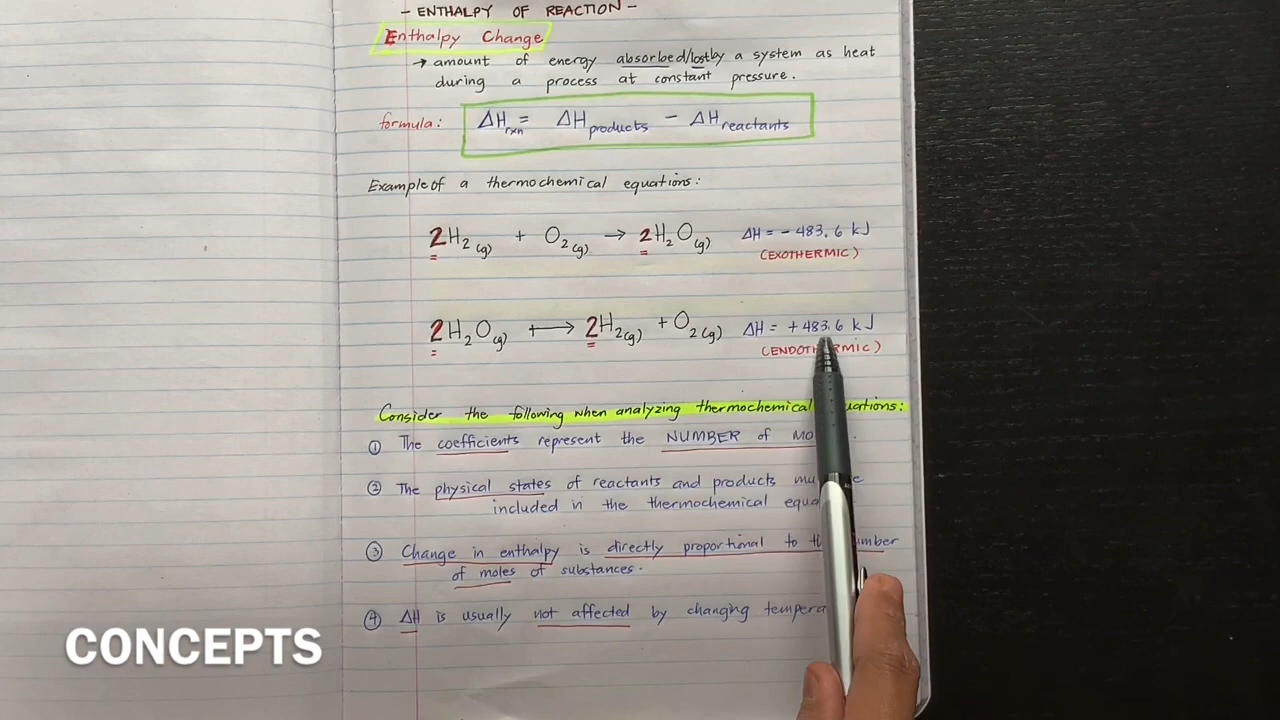 - ENTHALPY OF REACTION -
Enthalpy Change
→ amount of energy absorbed/lost by a system as heat
during a process at constant pressure.
formula: ΔHrxn = ΔHproducts - ΔHreactants
Example of a thermochemical equations:
2H₂(g) + O₂(g) → 2H₂O(g) ΔH = - 483.6 kJ
(EXOTHERMIC)
2H₂O(g) ⟼ 2H₂(g) + O₂(g) ΔH = + 483.6 kJ
(ENDOTHERMIC)
Consider the following when analyzing thermochemical
① The coefficients represent the NUMBER of
② The physical states of reactants and products
included in the thermochemical
③ Change in enthalpy is directly proportional to
of moles of substances.
④ ΔH is usually not affected by changing
CONCEPTS